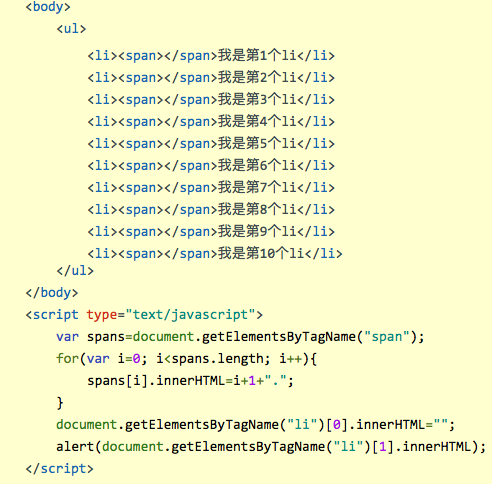 <body>
<ul>
<li><span></span>我是第1个li</li>
<li><span></span>我是第2个li</li>
<li><span></span>我是第3个li</li>
<li><span></span>我是第4个li</li>
<li><span></span>我是第5个li</li>
<li><span></span>我是第6个li</li>
<li><span></span>我是第7个li</li>
<li><span></span>我是第8个li</li>
<li><span></span>我是第9个li</li>
<li><span></span>我是第10个li</li>
</ul>
</body>
<script type="text/javascript">
var spans=document.getElementsByTagName("span");
for(var i=0; i<spans.length; i++){
spans[i].innerHTML=i+1+".";
}
document.getElementsByTagName("li")[0].innerHTML="";
alert(document.getElementsByTagName("li")[1].innerHTML);
</script>